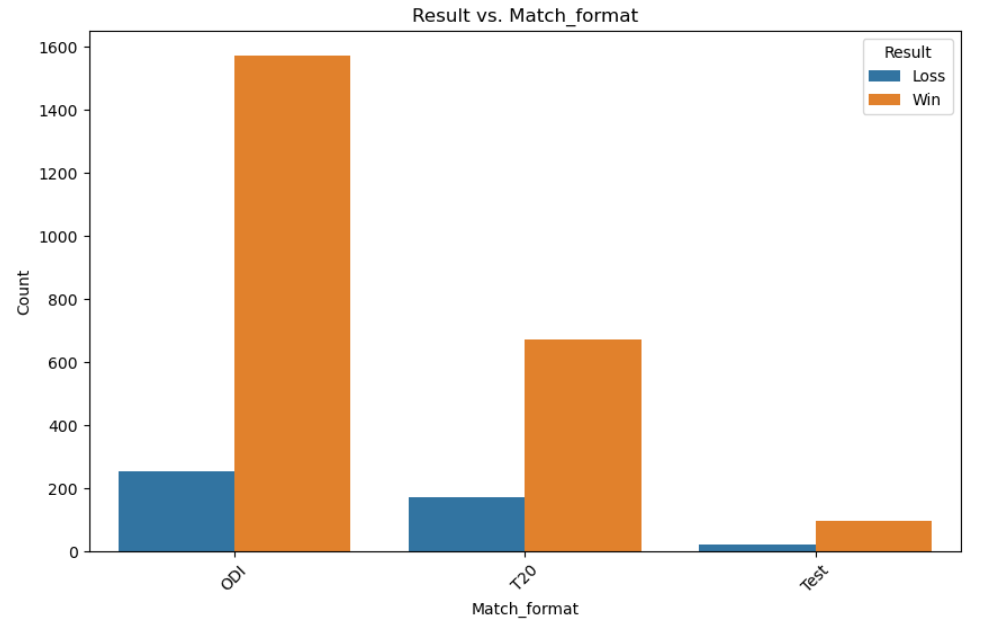 Result vs. Match_format
Result
Loss
Win
1600
1400
1200
1000
800
600
400
200
0
Count
ODI
T20
Test
Match_format